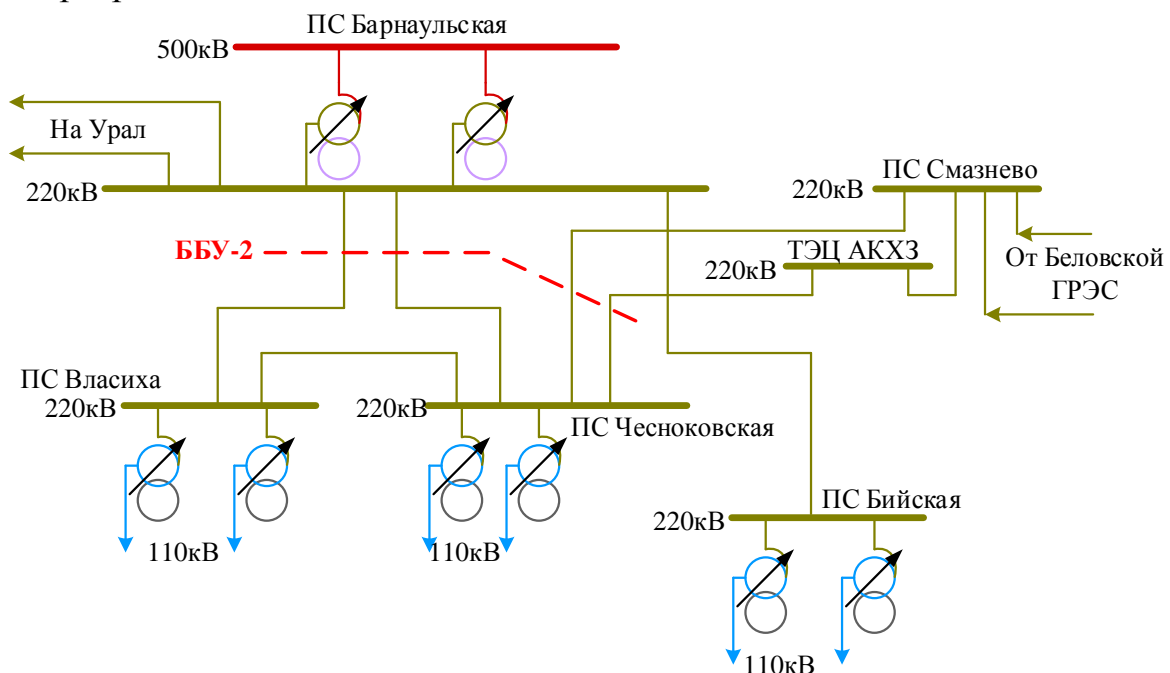 ПС Барнаульская
500кВ
На Урал
220кВ
ПС Смазнево
220кВ
ББУ-2
ТЭЦ АКХЗ
220кВ
От Беловской
ГРЭС
ПС Власиха
220кВ
220кВ
ПС Чесноковская
110кВ
110кВ
ПС Бийская
220кВ
110кВ